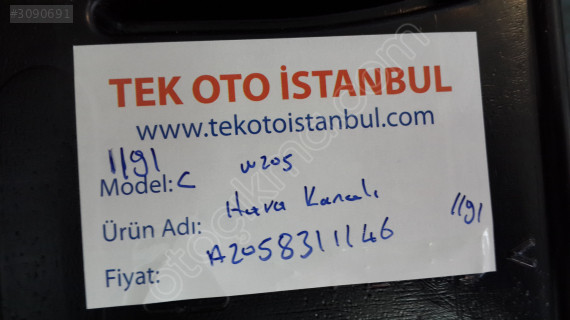 #3090691
TEK OTO İSTANBUL
www.tekotoistanbul.com
1191
Model: C W205
Ürün Adı: Hava Kanalı
1191
Fiyat: A2058311146